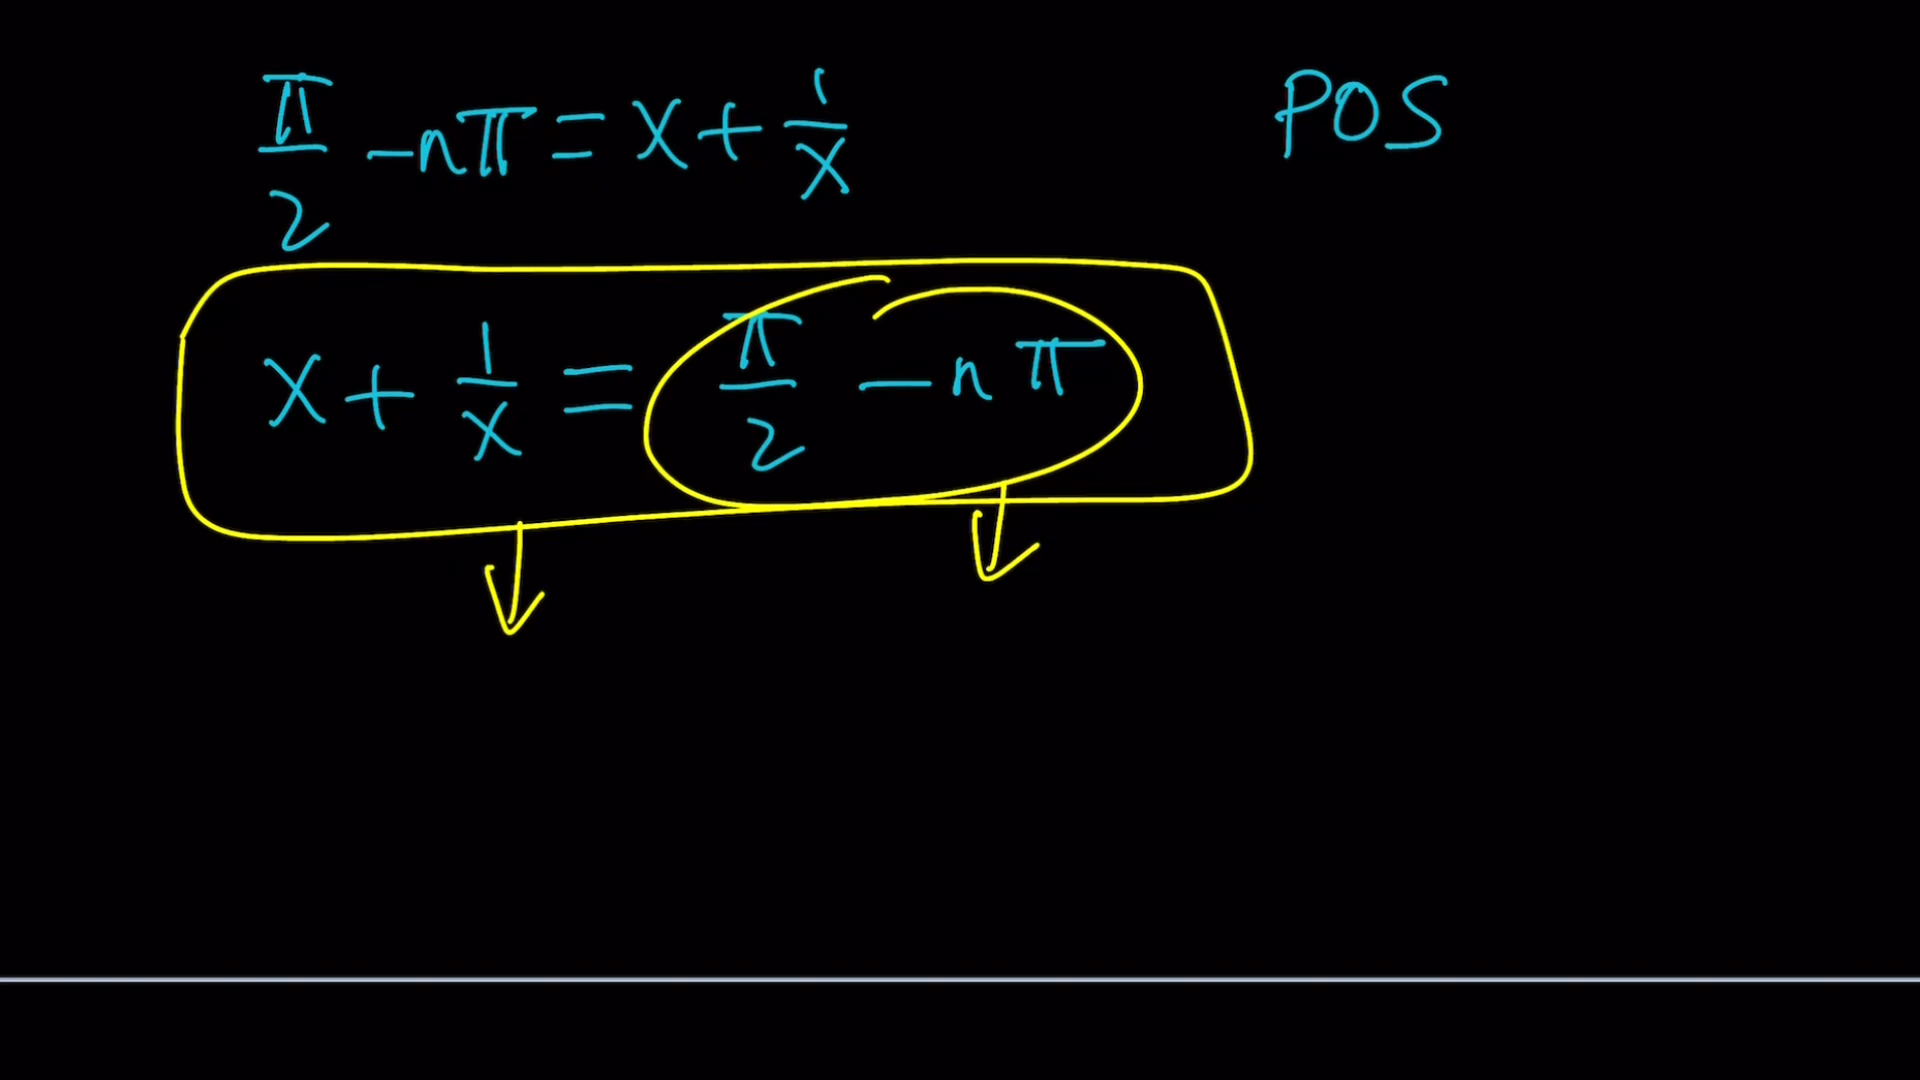 π/2 - nπ = x + 1/x
POS
x + 1/x = π/2 - nπ